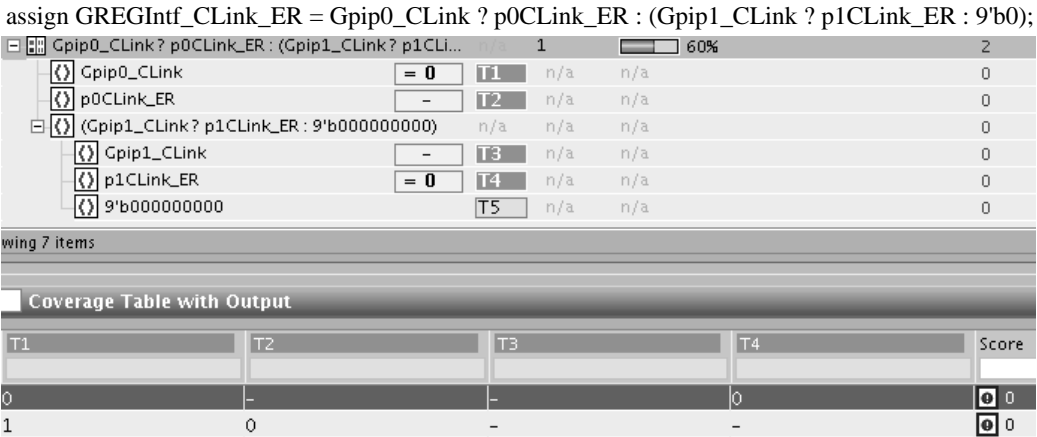 assign GREGIntf_CLink_ER = Gpip0_CLink ? p0CLink_ER : (Gpip1_CLink ? p1CLink_ER : 9'b0);
Gpip0_CLink ? p0CLink_ER : (Gpip1_CLink ? p1CLi... n/a 1 60% 2
Gpip0_CLink = 0 T1 n/a n/a 0
p0CLink_ER – T2 n/a n/a 0
(Gpip1_CLink ? p1CLink_ER : 9'b000000000) n/a n/a n/a 0
Gpip1_CLink – T3 n/a n/a 0
p1CLink_ER = 0 T4 n/a n/a 0
9'b000000000 T5 n/a n/a 0
wing 7 items
Coverage Table with Output
T1 T2 T3 T4 Score
0 – – 0 0
1 0 – – 0